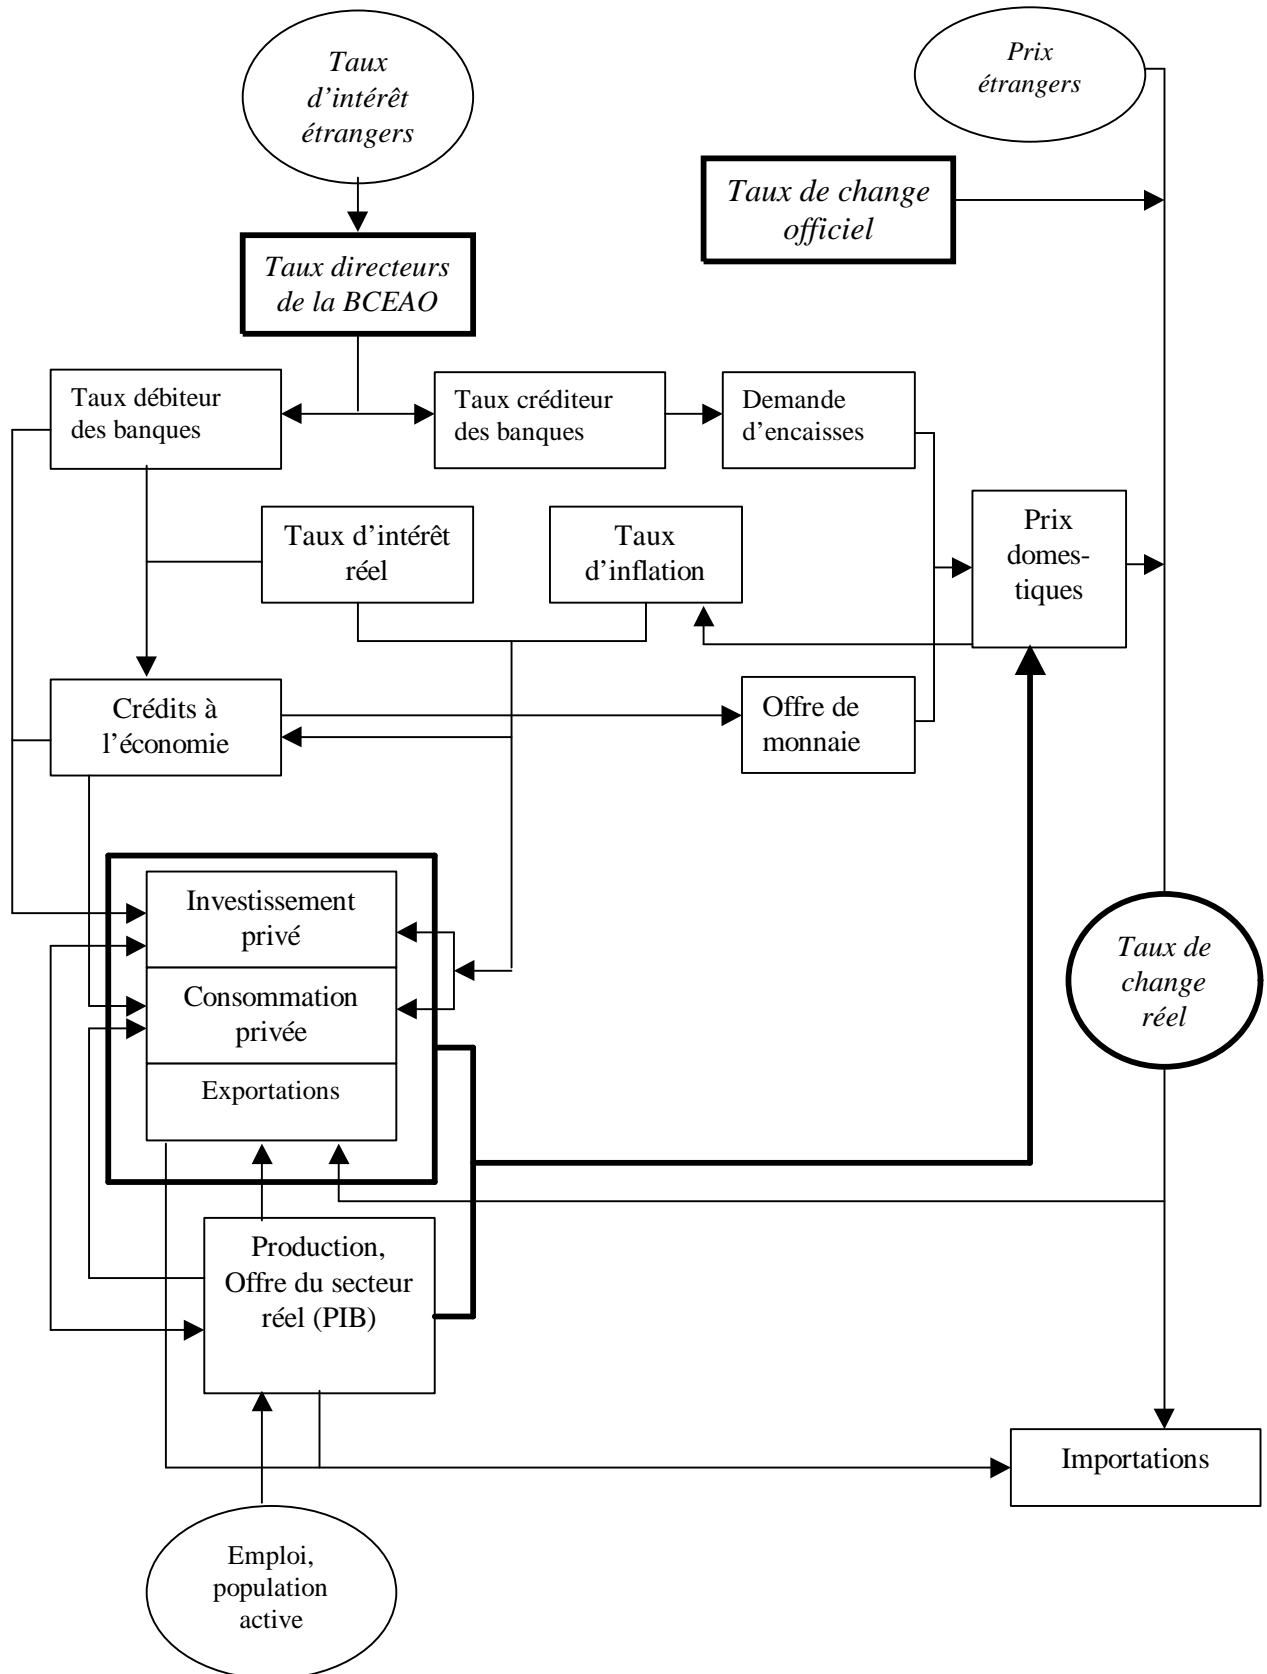 Taux
d’intérêt
étrangers
Prix
étrangers
Taux de change
officiel
Taux directeurs
de la BCEAO
Taux débiteur
des banques
Taux créditeur
des banques
Demande
d’encaisses
Taux d’intérêt
réel
Taux
d’inflation
Prix
domes-
tiques
Crédits à
l’économie
Offre de
monnaie
Investissement
privé
Consommation
privée
Exportations
Taux de
change
réel
Production,
Offre du secteur
réel (PIB)
Importations
Emploi,
population
active